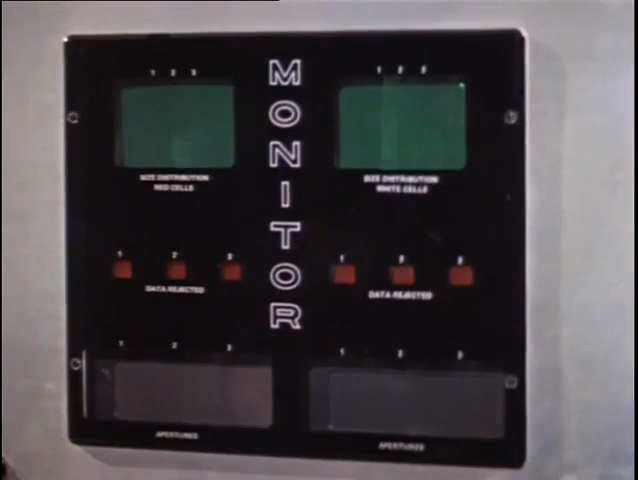 MONITOR
1 2 3
SIZE DISTRIBUTION
RED CELLS
1 2 3
DATA REJECTED
1 2 3
APERTURES
1 2 3
SIZE DISTRIBUTION
WHITE CELLS
1 2 3
DATA REJECTED
1 2 3
APERTURES